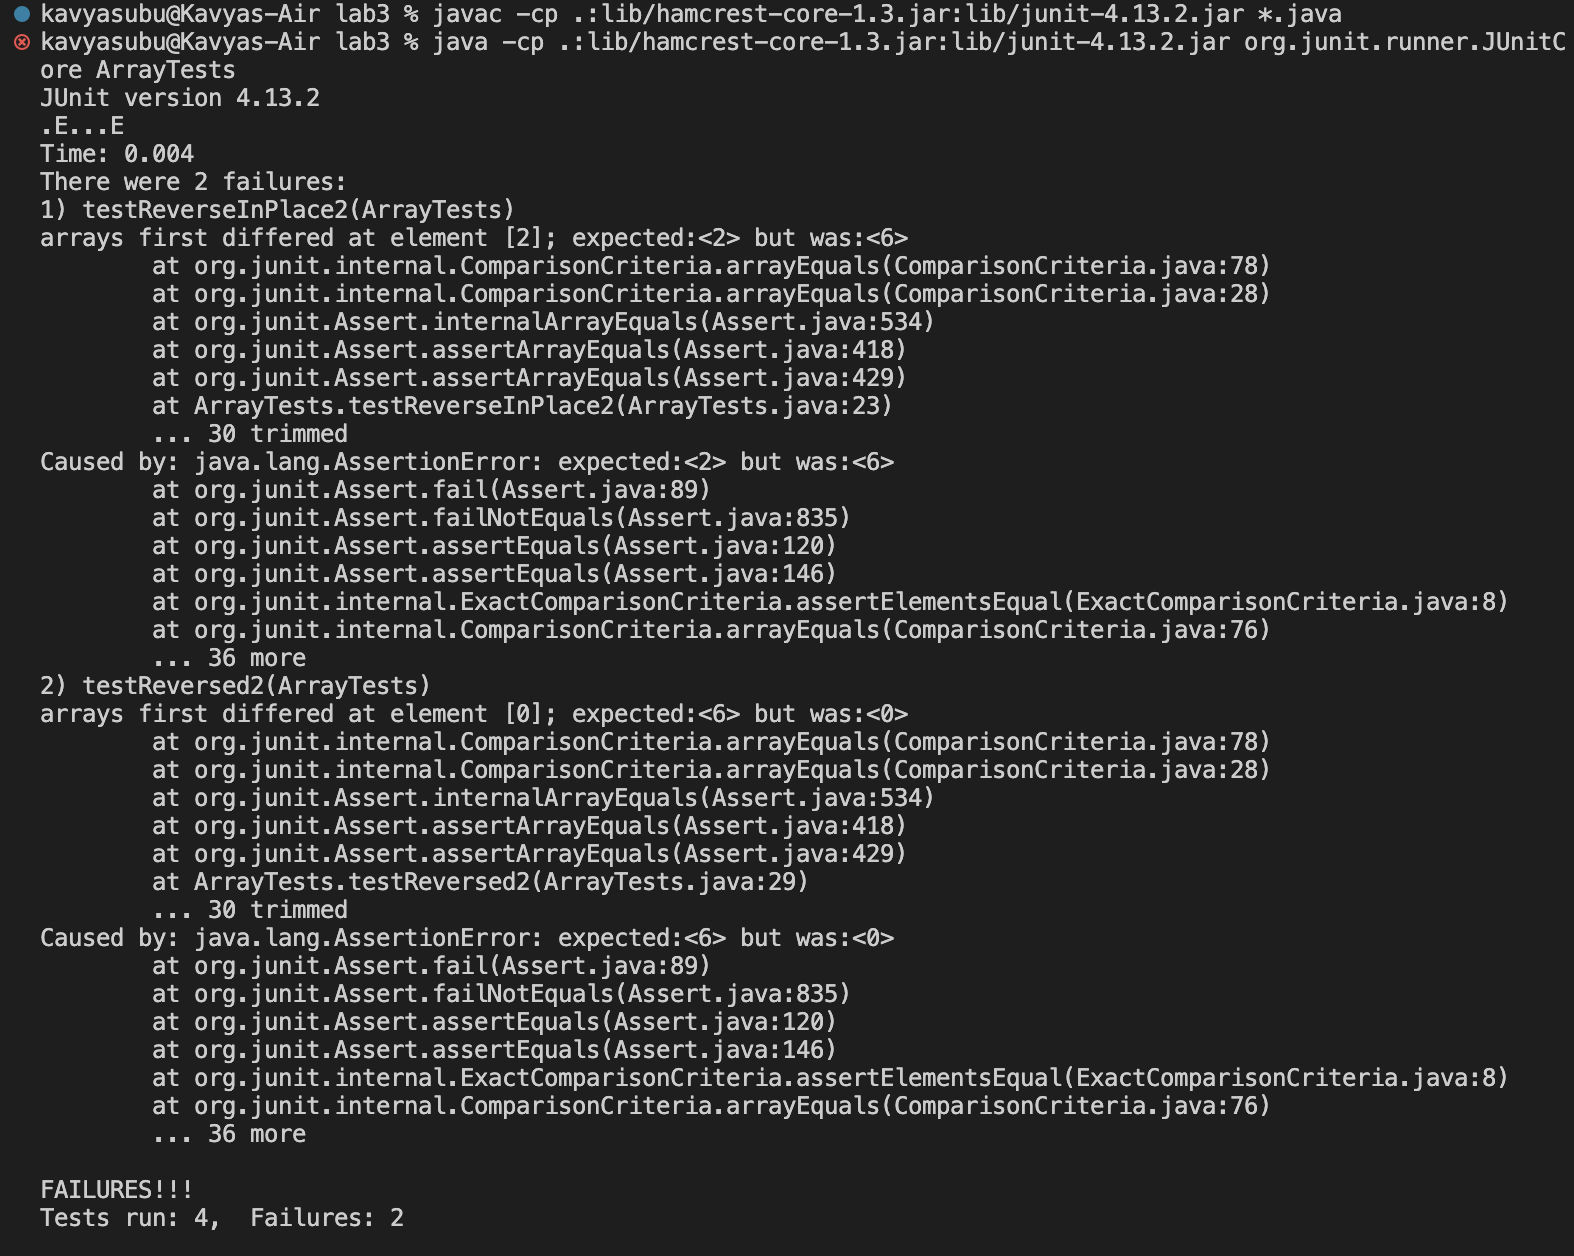 kavyasubu@Kavyas-Air lab3 % javac -cp .:lib/hamcrest-core-1.3.jar:lib/junit-4.13.2.jar *.java
kavyasubu@Kavyas-Air lab3 % java -cp .:lib/hamcrest-core-1.3.jar:lib/junit-4.13.2.jar org.junit.runner.JUnitC
ore ArrayTests
JUnit version 4.13.2
.E...E
Time: 0.004
There were 2 failures:
1) testReverseInPlace2(ArrayTests)
arrays first differed at element [2]; expected:<2> but was:<6>
        at org.junit.internal.ComparisonCriteria.arrayEquals(ComparisonCriteria.java:78)
        at org.junit.internal.ComparisonCriteria.arrayEquals(ComparisonCriteria.java:28)
        at org.junit.Assert.internalArrayEquals(Assert.java:534)
        at org.junit.Assert.assertArrayEquals(Assert.java:418)
        at org.junit.Assert.assertArrayEquals(Assert.java:429)
        at ArrayTests.testReverseInPlace2(ArrayTests.java:23)
        ... 30 trimmed
Caused by: java.lang.AssertionError: expected:<2> but was:<6>
        at org.junit.Assert.fail(Assert.java:89)
        at org.junit.Assert.failNotEquals(Assert.java:835)
        at org.junit.Assert.assertEquals(Assert.java:120)
        at org.junit.Assert.assertEquals(Assert.java:146)
        at org.junit.internal.ExactComparisonCriteria.assertElementsEqual(ExactComparisonCriteria.java:8)
        at org.junit.internal.ComparisonCriteria.arrayEquals(ComparisonCriteria.java:76)
        ... 36 more
2) testReversed2(ArrayTests)
arrays first differed at element [0]; expected:<6> but was:<0>
        at org.junit.internal.ComparisonCriteria.arrayEquals(ComparisonCriteria.java:78)
        at org.junit.internal.ComparisonCriteria.arrayEquals(ComparisonCriteria.java:28)
        at org.junit.Assert.internalArrayEquals(Assert.java:534)
        at org.junit.Assert.assertArrayEquals(Assert.java:418)
        at org.junit.Assert.assertArrayEquals(Assert.java:429)
        at ArrayTests.testReversed2(ArrayTests.java:29)
        ... 30 trimmed
Caused by: java.lang.AssertionError: expected:<6> but was:<0>
        at org.junit.Assert.fail(Assert.java:89)
        at org.junit.Assert.failNotEquals(Assert.java:835)
        at org.junit.Assert.assertEquals(Assert.java:120)
        at org.junit.Assert.assertEquals(Assert.java:146)
        at org.junit.internal.ExactComparisonCriteria.assertElementsEqual(ExactComparisonCriteria.java:8)
        at org.junit.internal.ComparisonCriteria.arrayEquals(ComparisonCriteria.java:76)
        ... 36 more

FAILURES!!!
Tests run: 4,  Failures: 2